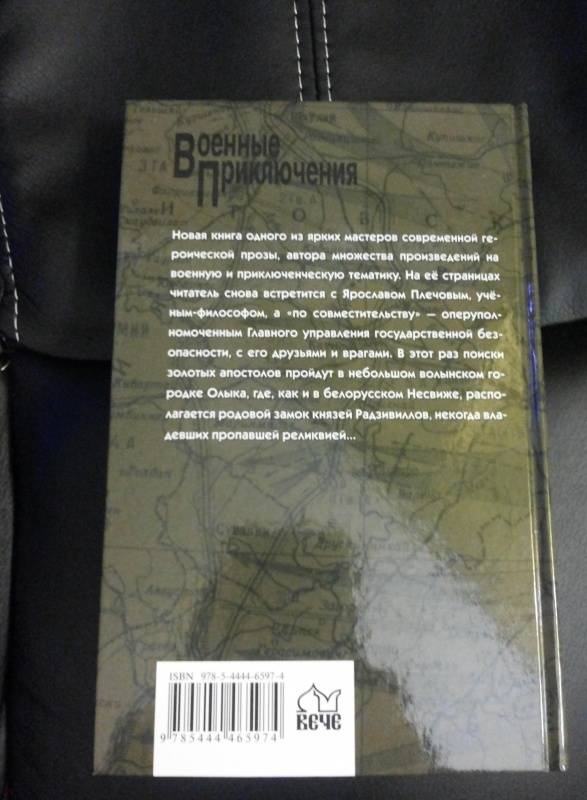 Военные
Приключения
Новая книга одного из ярких мастеров современной ге-
роической прозы, автора множества произведений на
военную и приключенческую тематику. На её страницах
читатель снова встретится с Ярославом Плечовым, учё-
ным-философом, а «по совместительству» — оперупол-
номоченным Главного управления государственной без-
опасности, с его друзьями и врагами. В этот раз поиски
золотых апостолов пройдут в небольшом волынском го-
родке Олыка, где, как и в белорусском Несвиже, распо-
лагается родовой замок князей Радзивиллов, некогда вла-
девших пропавшей реликвией...
ISBN 978-5-4444-6597-4
9 785444 465974
ВЕЧЕ